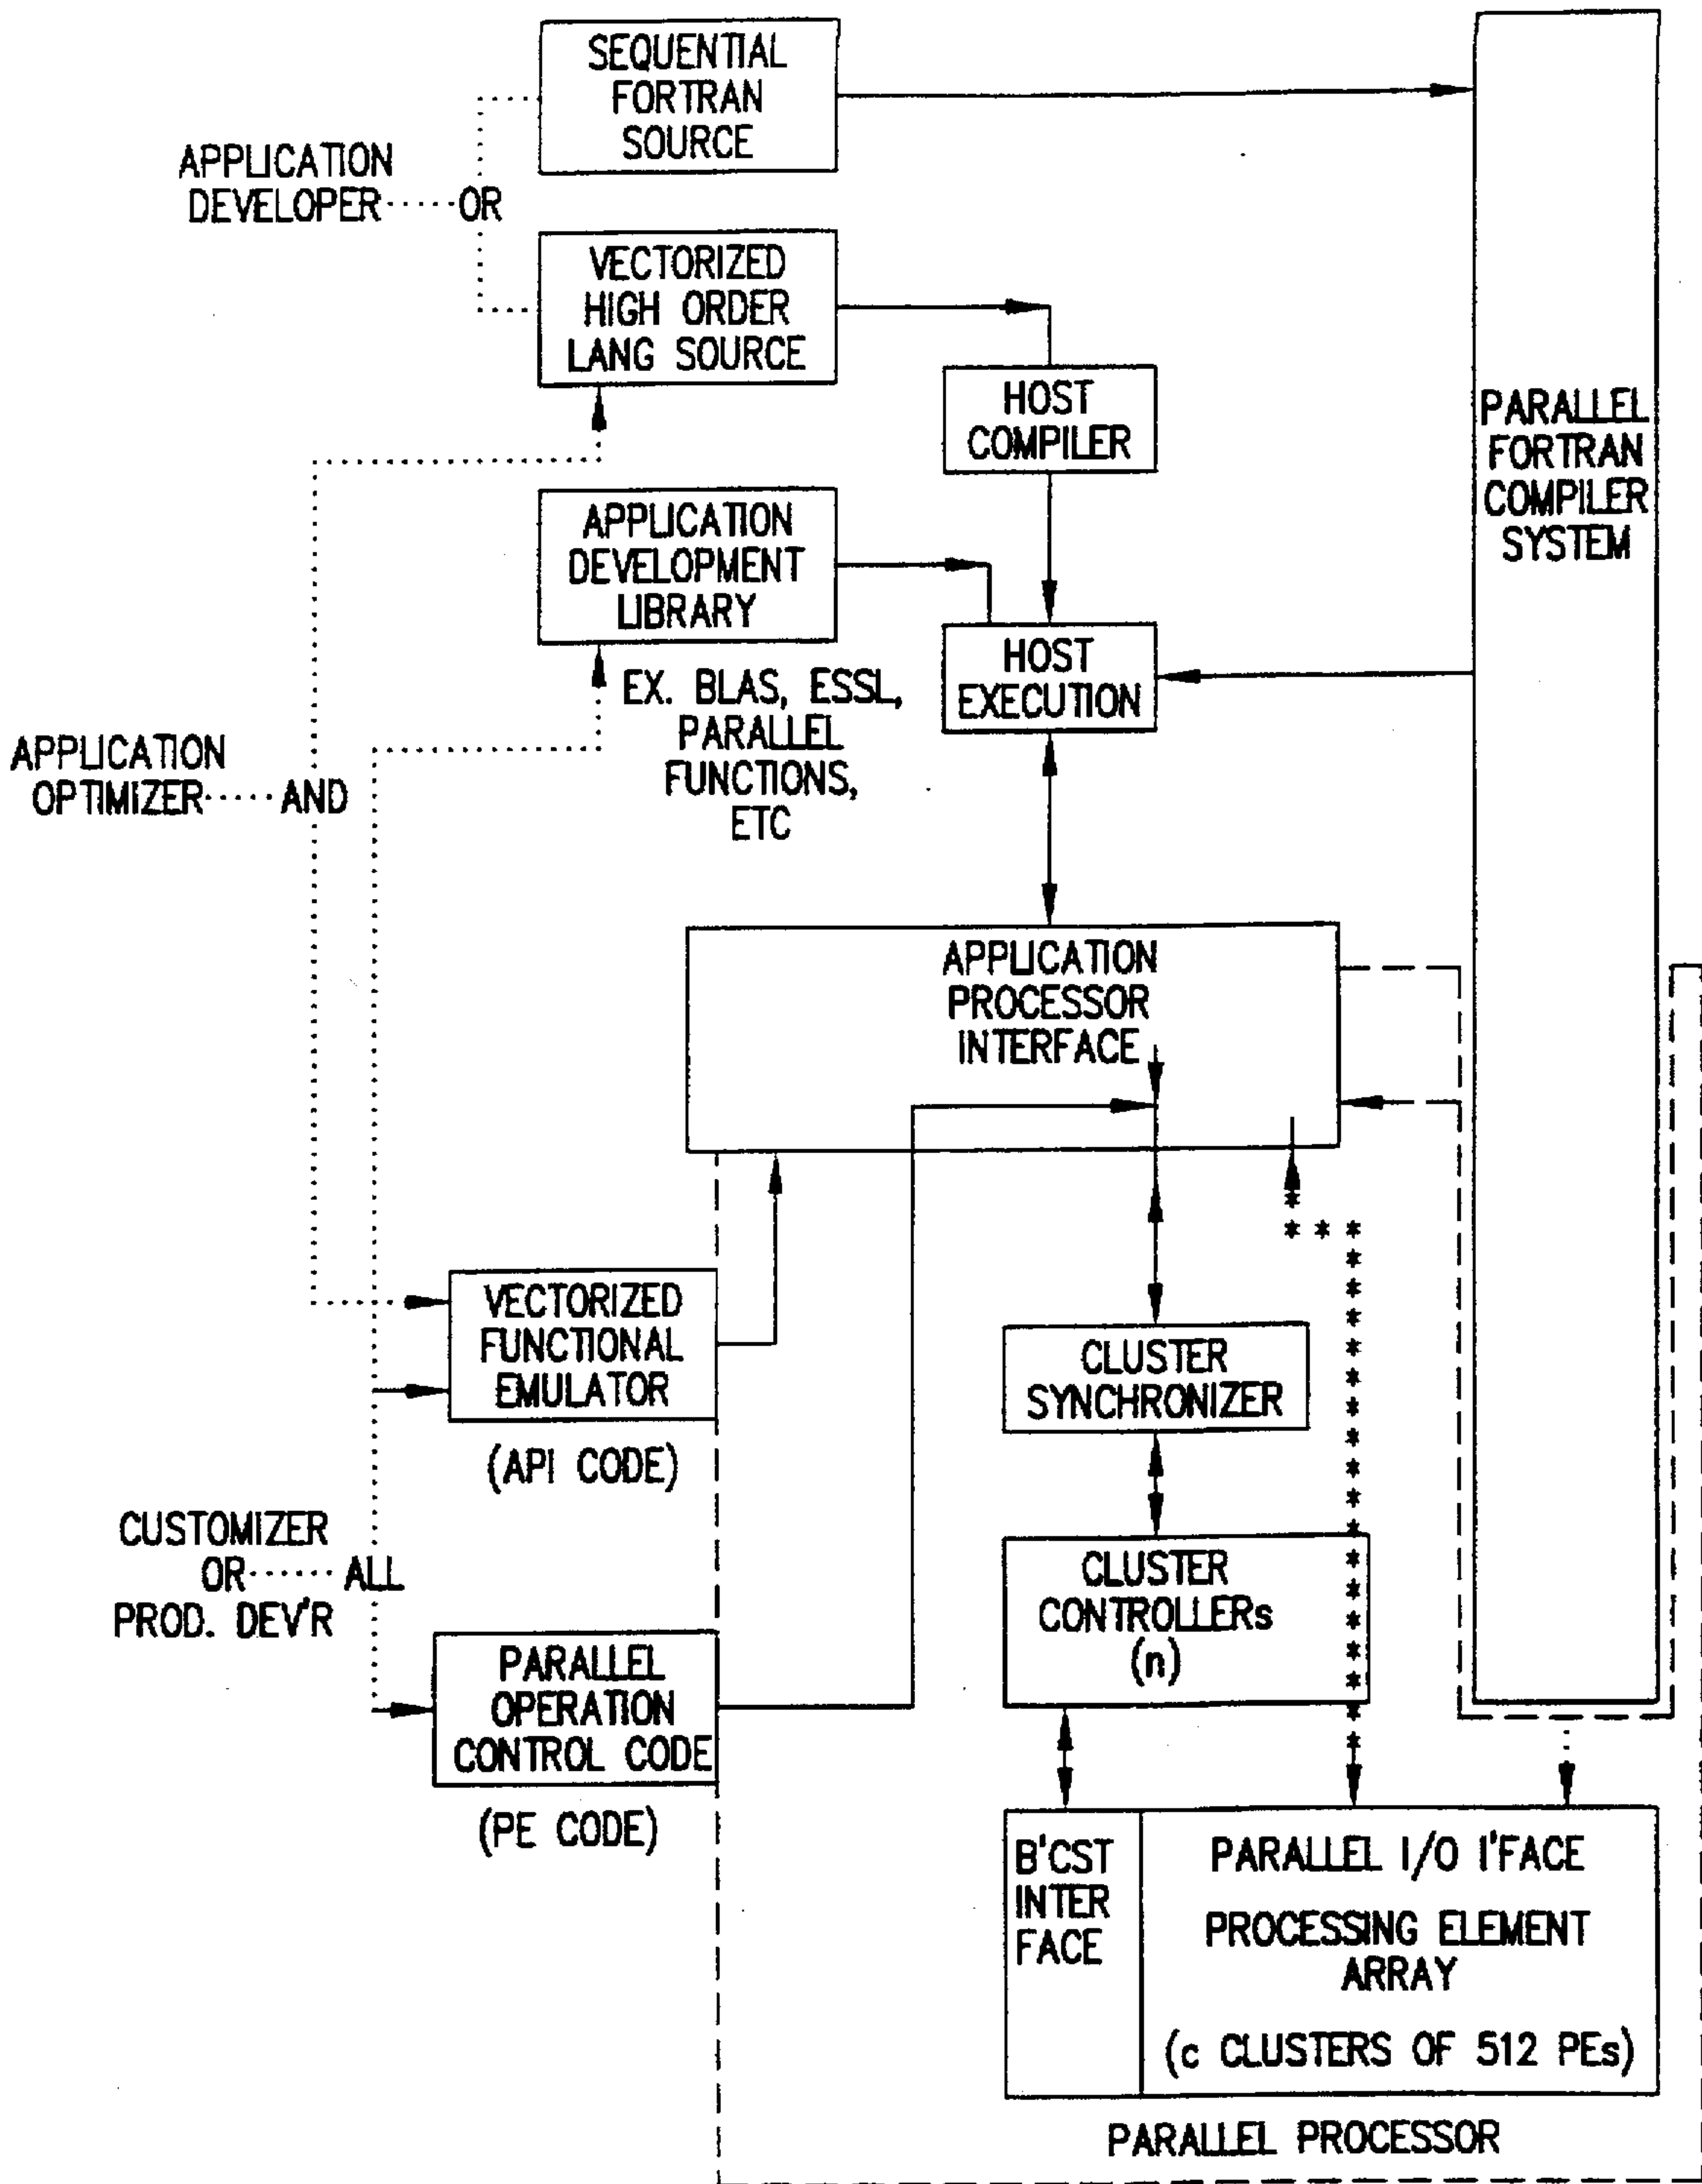 SEQUENTIAL
FORTRAN
SOURCE
APPLICATION
DEVELOPER
OR
VECTORIZED
HIGH ORDER
LANG SOURCE
HOST
COMPILER
PARALLEL
FORTRAN
COMPILER
SYSTEM
APPLICATION
DEVELOPMENT
LIBRARY
EX. BLAS, ESSL,
PARALLEL
FUNCTIONS,
ETC
HOST
EXECUTION
APPLICATION
OPTIMIZER
AND
APPLICATION
PROCESSOR
INTERFACE
VECTORIZED
FUNCTIONAL
EMULATOR
(API CODE)
CLUSTER
SYNCHRONIZER
CUSTOMIZER
OR
ALL
PROD. DEV'R
CLUSTER
CONTROLLERs
(n)
PARALLEL
OPERATION
CONTROL CODE
(PE CODE)
B'CST
INTER
FACE
PARALLEL I/O I'FACE
PROCESSING ELEMENT
ARRAY
(c CLUSTERS OF 512 PEs)
PARALLEL PROCESSOR